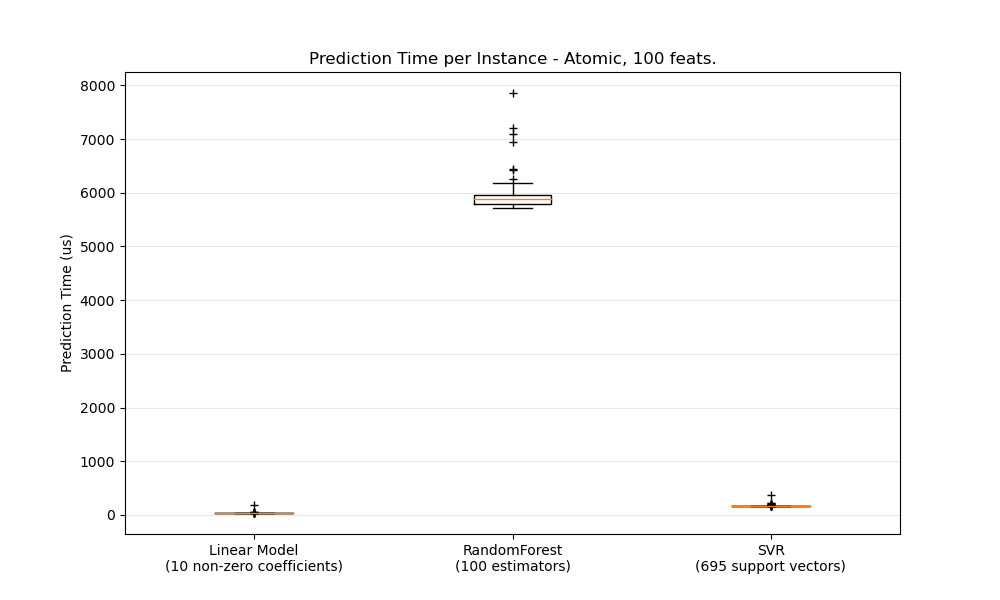 Prediction Time per Instance - Atomic, 100 feats.
Prediction Time (us)
8000
7000
6000
5000
4000
3000
2000
1000
0
Linear Model
(10 non-zero coefficients)
RandomForest
(100 estimators)
SVR
(695 support vectors)